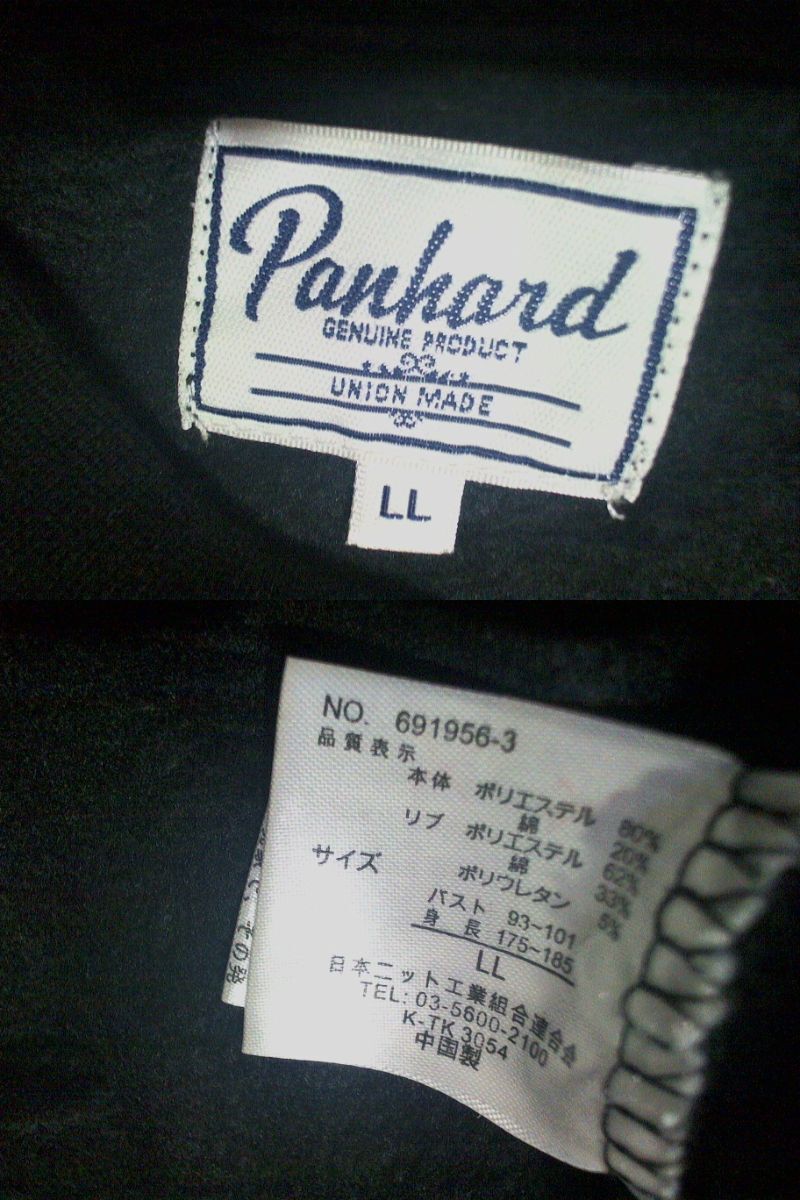 Panhard
GENUINE PRODUCT
UNION MADE
LL
NO. 691956-3
品質表示
本体 ポリエステル 80%
綿 20%
リブ ポリエステル 62%
綿 33%
ポリウレタン 5%
サイズ
バスト 93~101
身長 175~185
LL
日本ニット工業組合連合会
TEL: 03-5600-2100
K-TK 3054
中国製